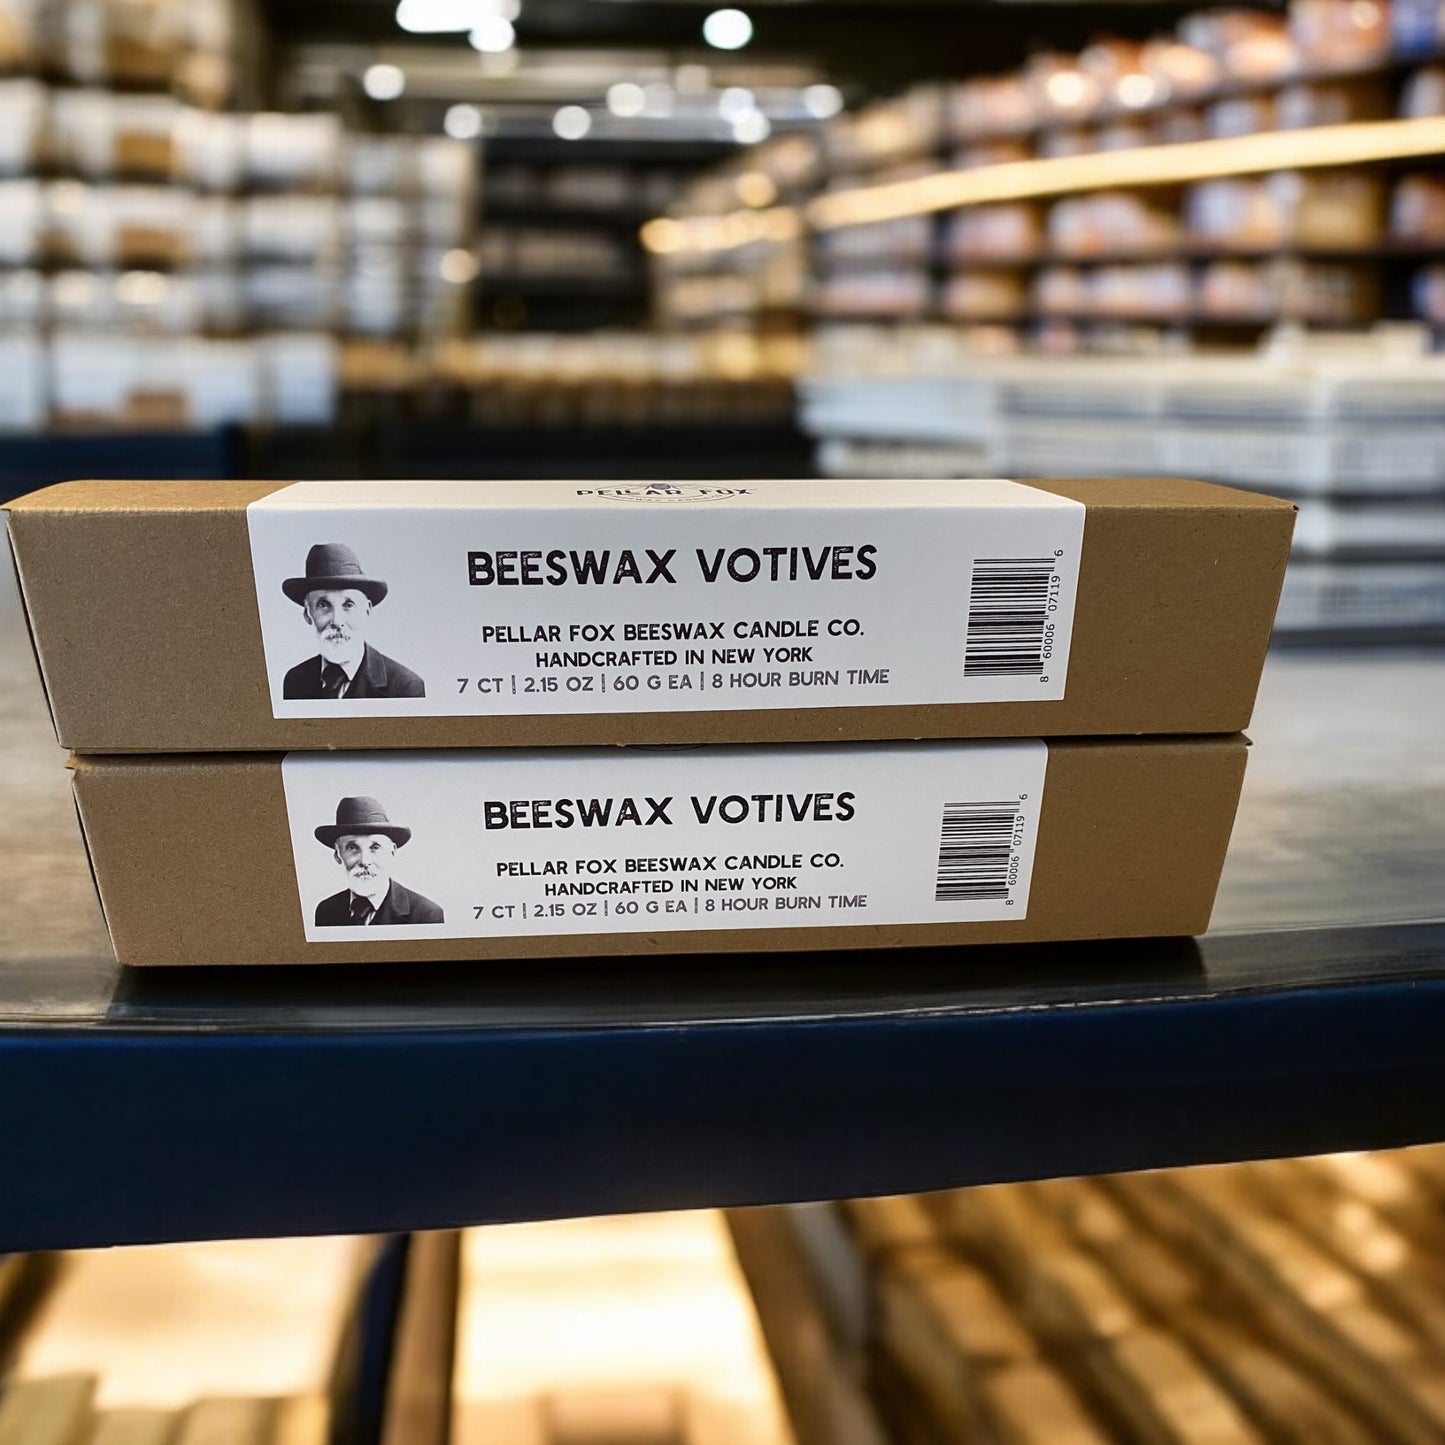 PELLAR FOX
BEESWAX VOTIVES
PELLAR FOX BEESWAX CANDLE CO.
HANDCRAFTED IN NEW YORK
7 CT | 2.15 OZ | 60 G EA | 8 HOUR BURN TIME
8 60006 07119 6
BEESWAX VOTIVES
PELLAR FOX BEESWAX CANDLE CO.
HANDCRAFTED IN NEW YORK
7 CT | 2.15 OZ | 60 G EA | 8 HOUR BURN TIME
8 60006 07119 6